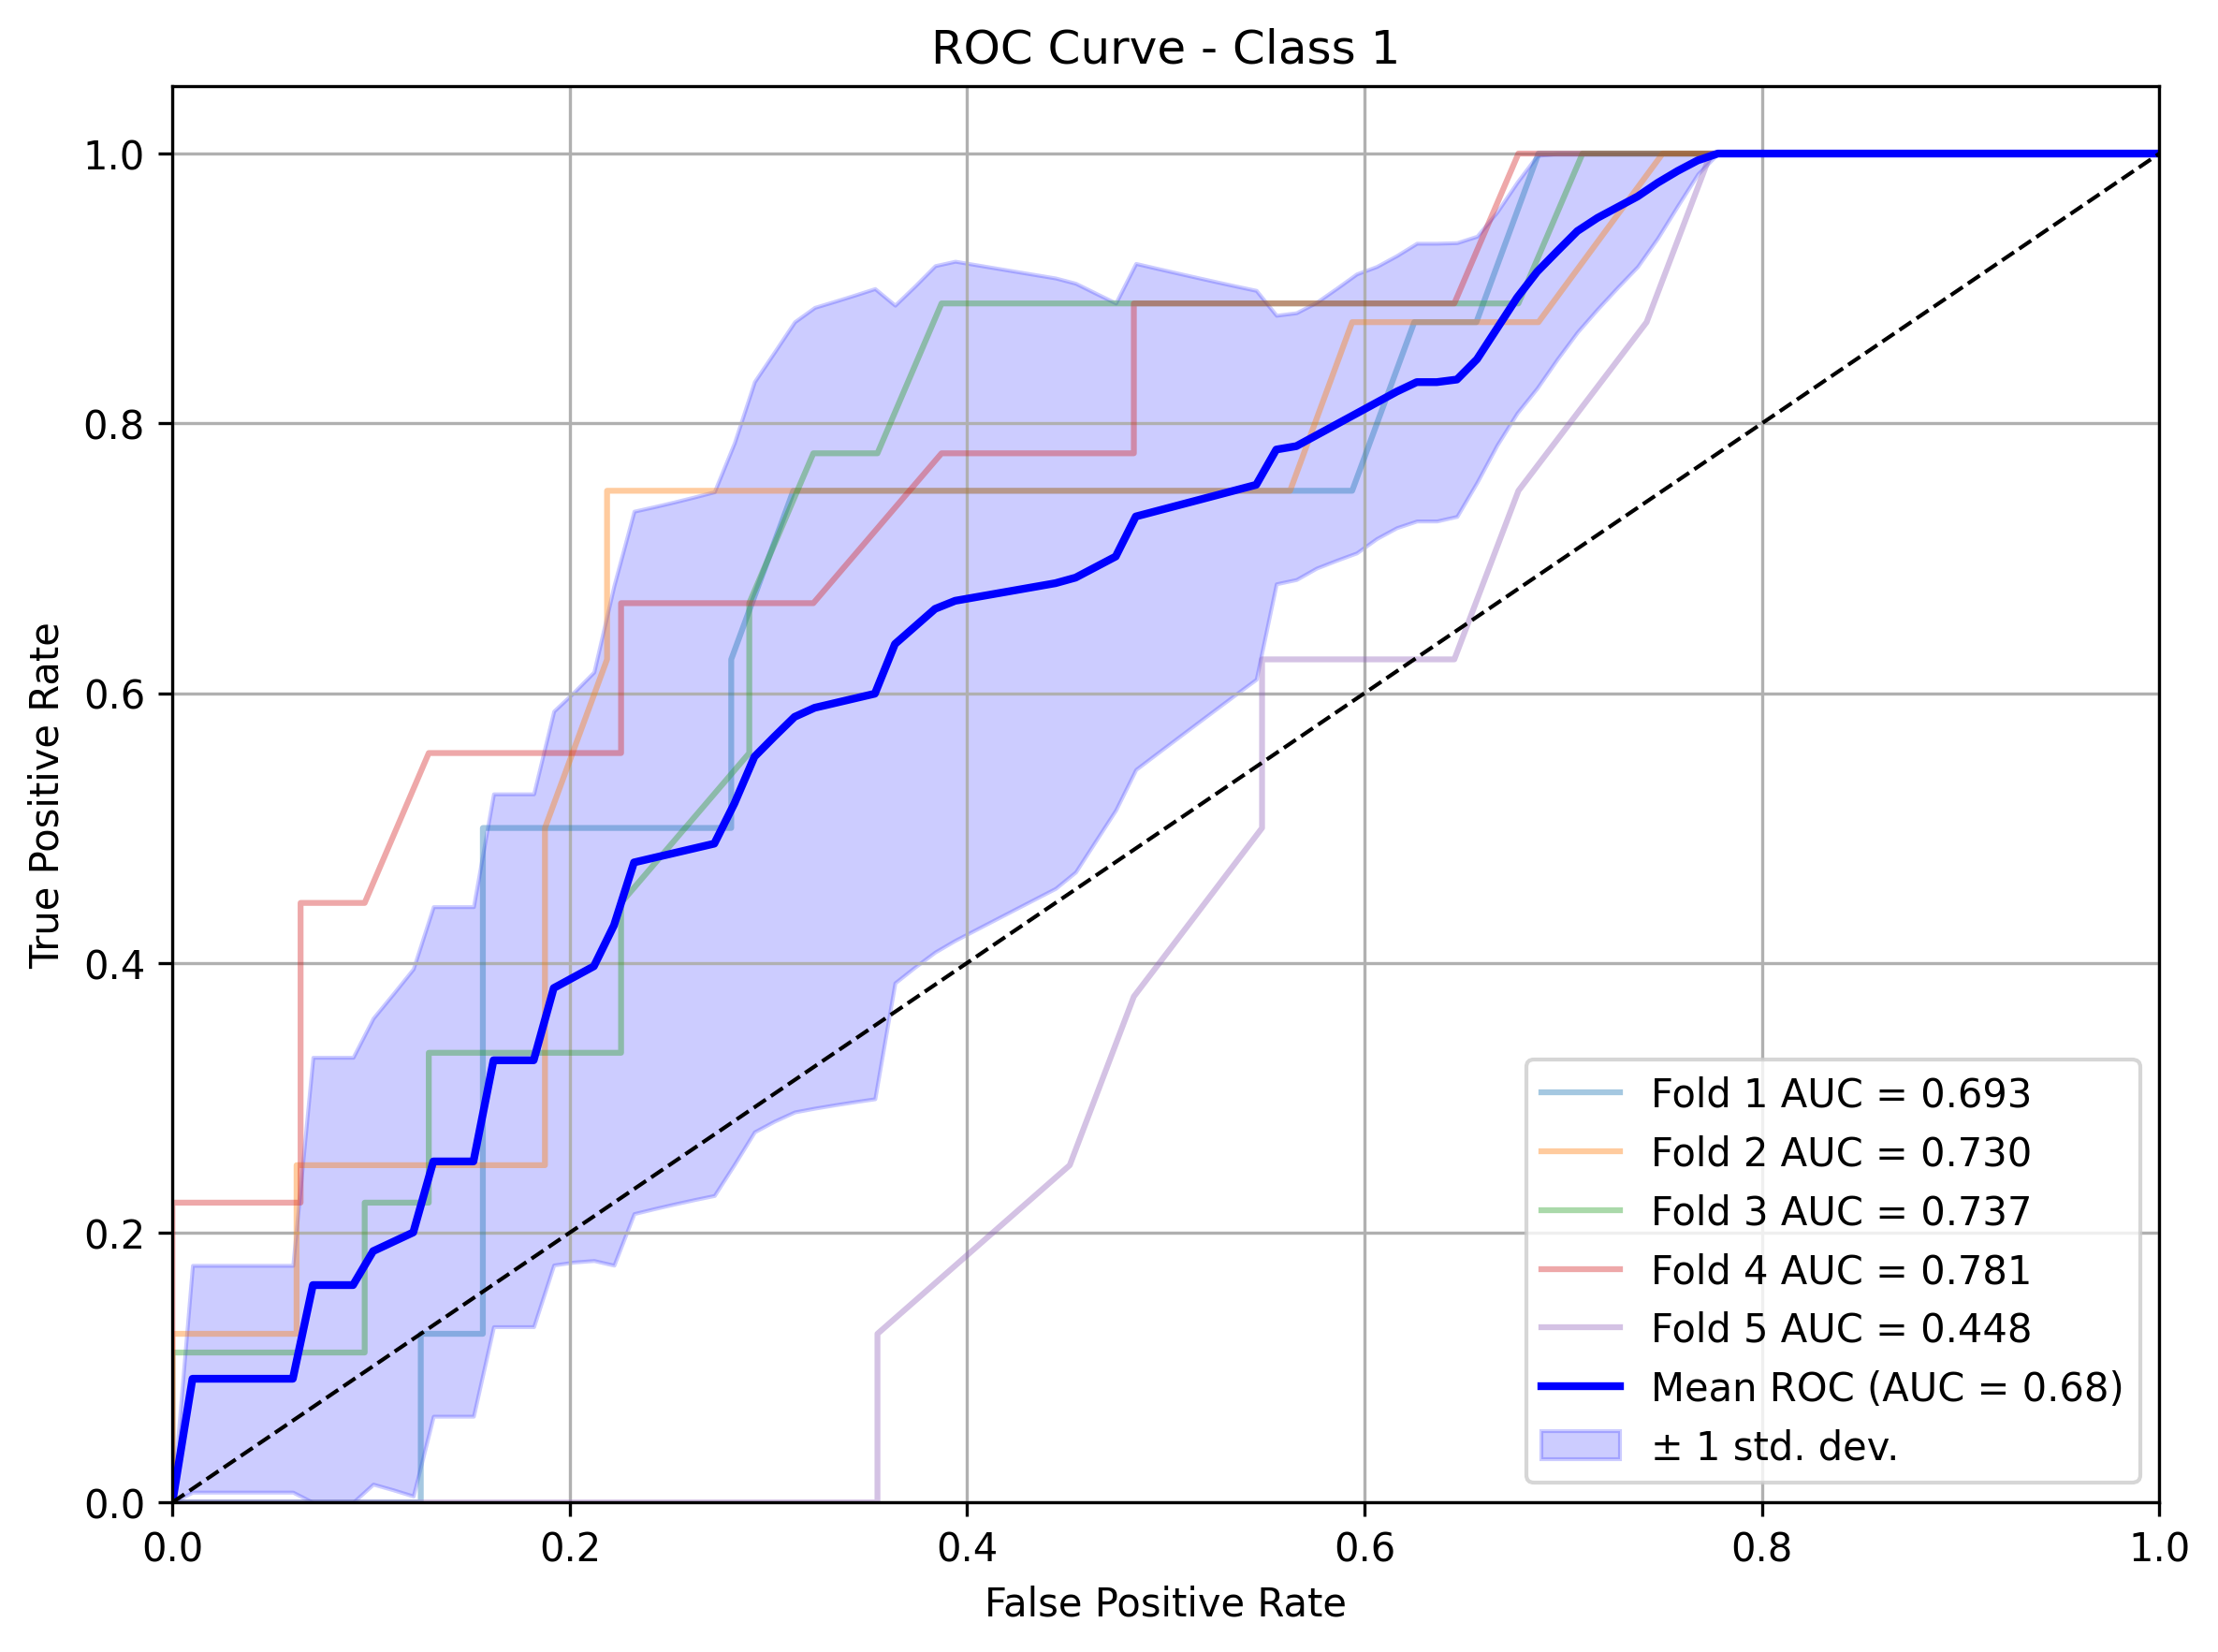 ROC Curve - Class 1
True Positive Rate
1.0
0.8
0.6
0.4
0.2
0.0
0.0 0.2 0.4 0.6 0.8 1.0
False Positive Rate
Fold 1 AUC = 0.693
Fold 2 AUC = 0.730
Fold 3 AUC = 0.737
Fold 4 AUC = 0.781
Fold 5 AUC = 0.448
Mean ROC (AUC = 0.68)
± 1 std. dev.